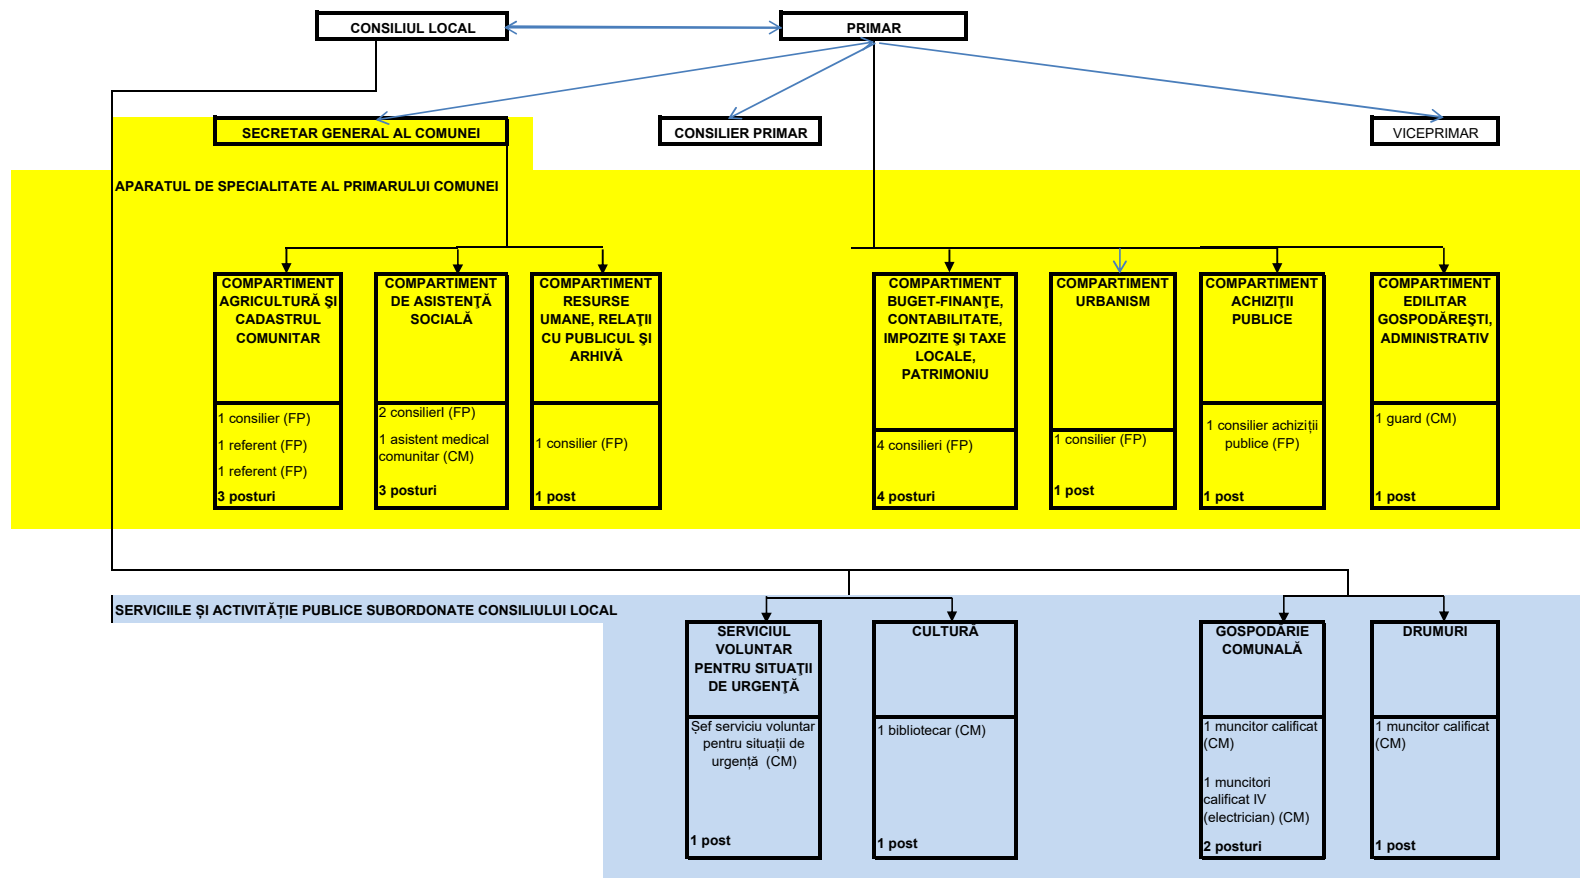 CONSILIUL LOCAL
PRIMAR
SECRETAR GENERAL AL COMUNEI
CONSILIER PRIMAR
VICEPRIMAR
APARATUL DE SPECIALITATE AL PRIMARULUI COMUNEI
COMPARTIMENT
AGRICULTURĂ ŞI
CADASTRUL
COMUNITAR
1 consilier (FP)
1 referent (FP)
1 referent (FP)
3 posturi
COMPARTIMENT
DE ASISTENŢĂ
SOCIALĂ
2 consilierI (FP)
1 asistent medical
comunitar (CM)
3 posturi
COMPARTIMENT
RESURSE
UMANE, RELAŢII
CU PUBLICUL ŞI
ARHIVĂ
1 consilier (FP)
1 post
COMPARTIMENT
BUGET-FINANŢE,
CONTABILITATE,
IMPOZITE ŞI TAXE
LOCALE,
PATRIMONIU
4 consilieri (FP)
4 posturi
COMPARTIMENT
URBANISM
1 consilier (FP)
1 post
COMPARTIMENT
ACHIZIŢII
PUBLICE
1 consilier achiziții
publice (FP)
1 post
COMPARTIMENT
EDILITAR
GOSPODĂREŞTI,
ADMINISTRATIV
1 guard (CM)
1 post
SERVICIILE ȘI ACTIVITĂȚIE PUBLICE SUBORDONATE CONSILIULUI LOCAL
SERVICIUL
VOLUNTAR
PENTRU SITUAŢII
DE URGENŢĂ
Șef serviciu voluntar
pentru situații de
urgență (CM)
1 post
CULTURĂ
1 bibliotecar (CM)
1 post
GOSPODĂRIE
COMUNALĂ
1 muncitor calificat
(CM)
1 muncitori
calificat IV
(electrician) (CM)
2 posturi
DRUMURI
1 muncitor calificat
(CM)
1 post